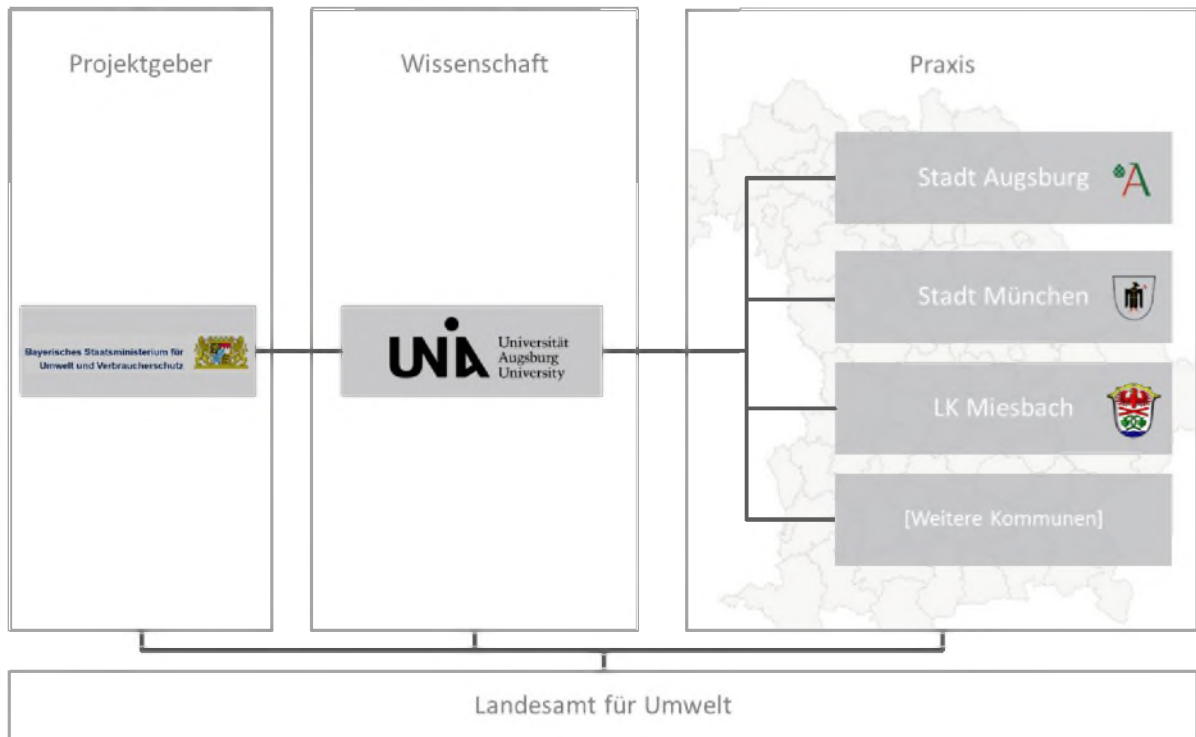 Projektgeber
Bayerisches Staatsministerium für
Umwelt und Verbraucherschutz
Wissenschaft
UNIA
Universität
Augsburg
University
Praxis
Stadt Augsburg
A
Stadt München
LK Miesbach
[Weitere Kommunen]
Landesamt für Umwelt